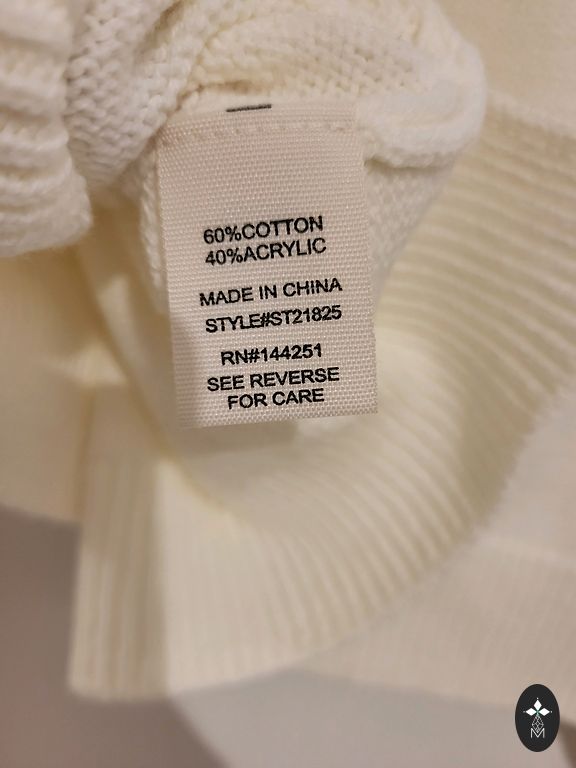 60%COTTON
40%ACRYLIC
MADE IN CHINA
STYLE#ST21825
RN#144251
SEE REVERSE
FOR CARE
M